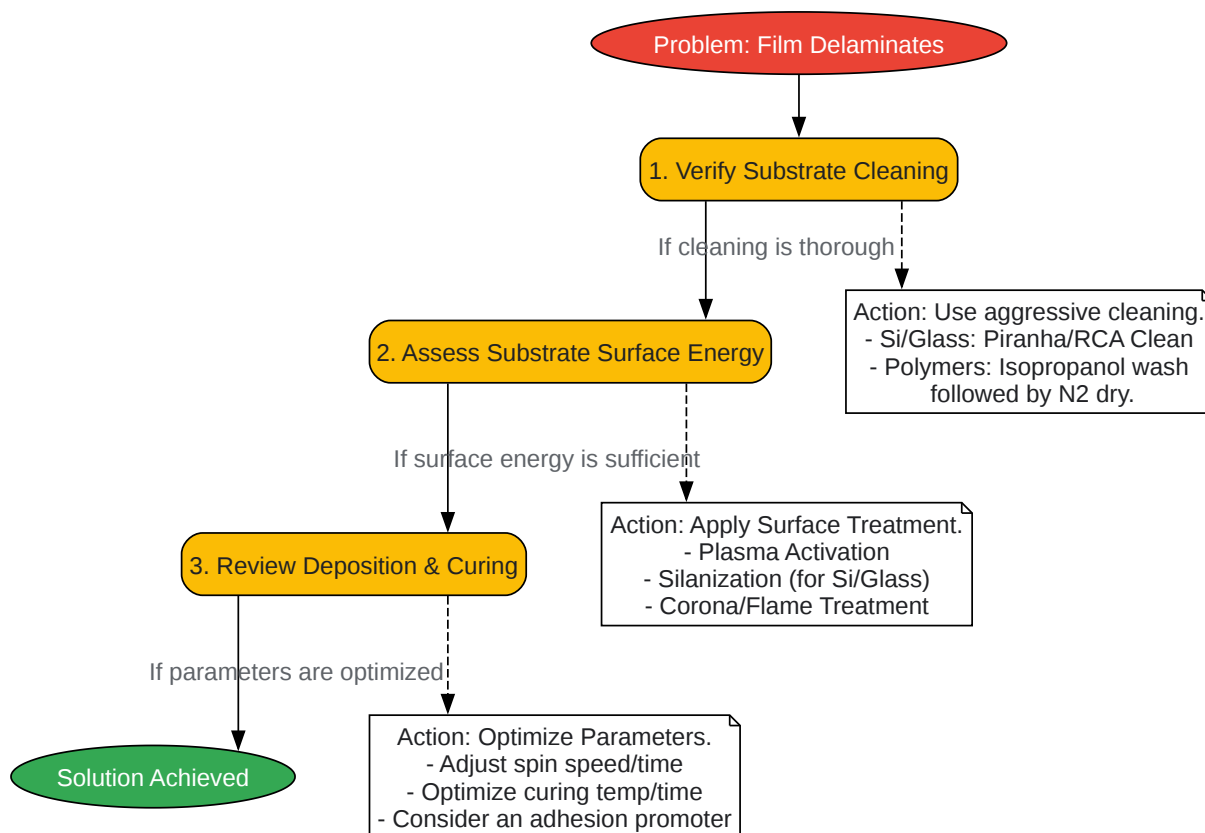 Problem: Film Delaminates
1. Verify Substrate Cleaning
If cleaning is thorough
Action: Use aggressive cleaning.
- Si/Glass: Piranha/RCA Clean
- Polymers: Isopropanol wash
followed by N2 dry.
2. Assess Substrate Surface Energy
If surface energy is sufficient
Action: Apply Surface Treatment.
- Plasma Activation
- Silanization (for Si/Glass)
- Corona/Flame Treatment
3. Review Deposition & Curing
If parameters are optimized
Action: Optimize Parameters.
- Adjust spin speed/time
- Optimize curing temp/time
- Consider an adhesion promoter
Solution Achieved